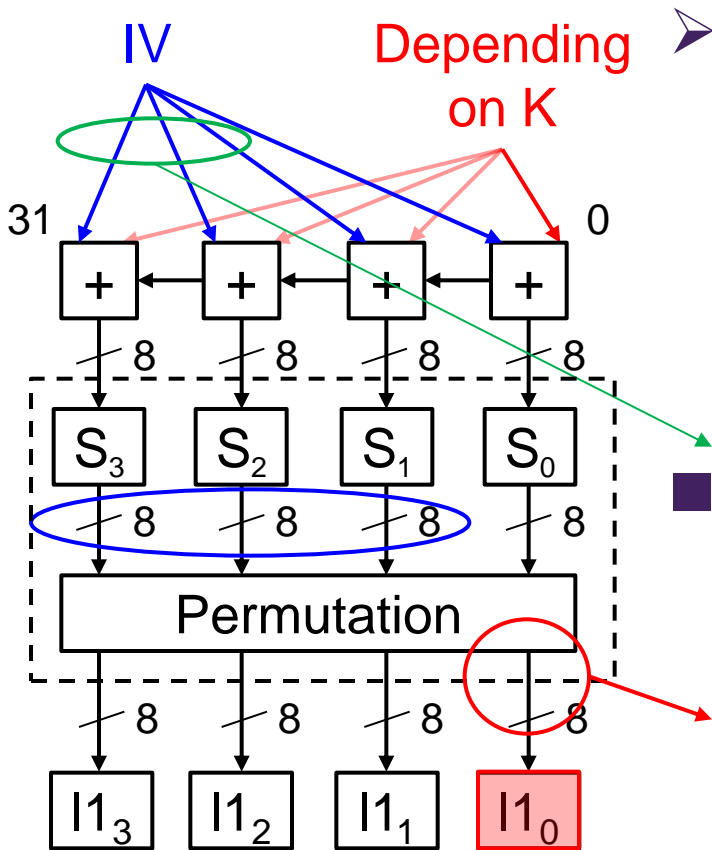 IV
Depending
on K
31
0
+ + + +
8 8 8 8
S₃ S₂ S₁ S₀
8 8 8 8
Permutation
8 8 8 8
I1₃ I1₂ I1₁ I1₀